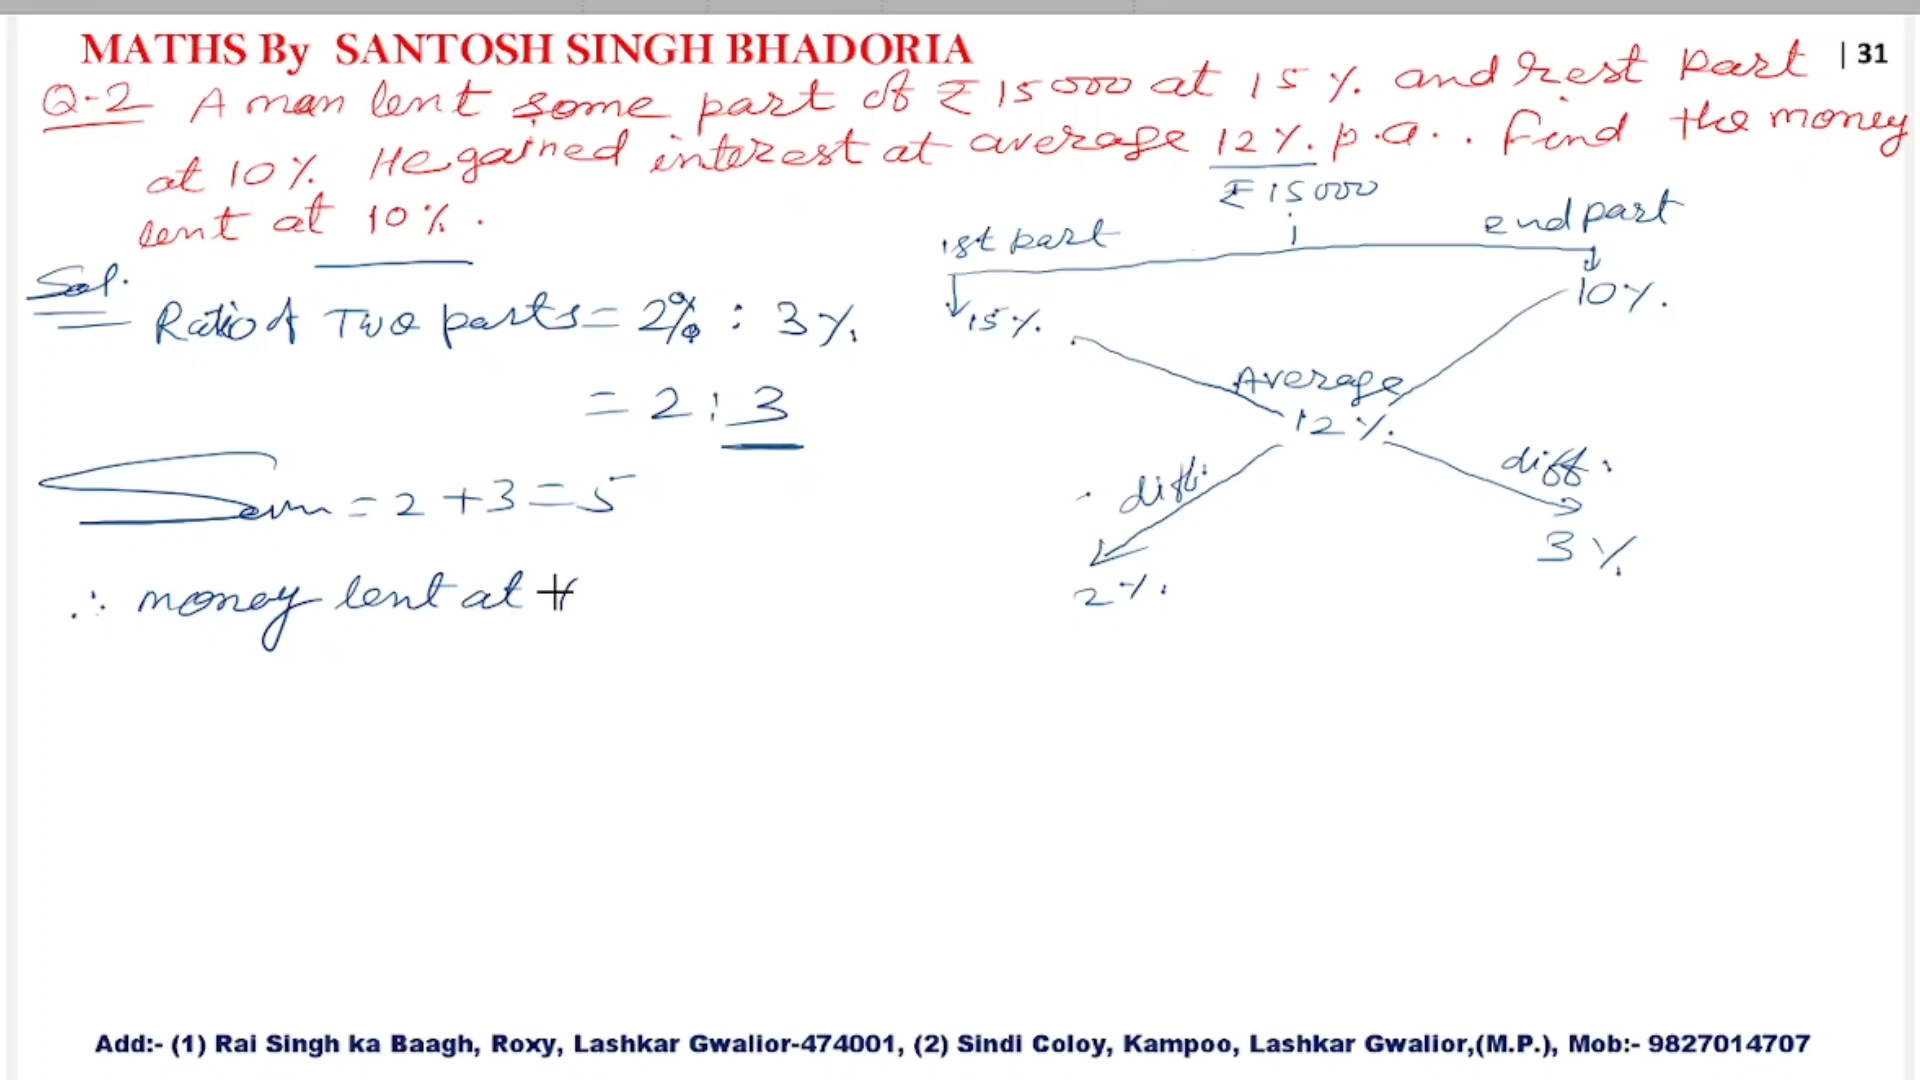 MATHS By SANTOSH SINGH BHADORIA
| 31
Q-2 A man lent some part of ₹ 15000 at 15%. and rest part
at 10%. He gained interest at average 12%. p.a.. Find the money
lent at 10%.
₹ 15000
1st part
IInd part
15%.
10%.
Sol.
Ratio of Two parts = 2% : 3%.
Average
12%.
= 2 : 3
diff.
diff.
Sum = 2 + 3 = 5
3%
2%.
∴ money lent at
Add:- (1) Rai Singh ka Baagh, Roxy, Lashkar Gwalior-474001, (2) Sindi Coloy, Kampoo, Lashkar Gwalior,(M.P.), Mob:- 9827014707